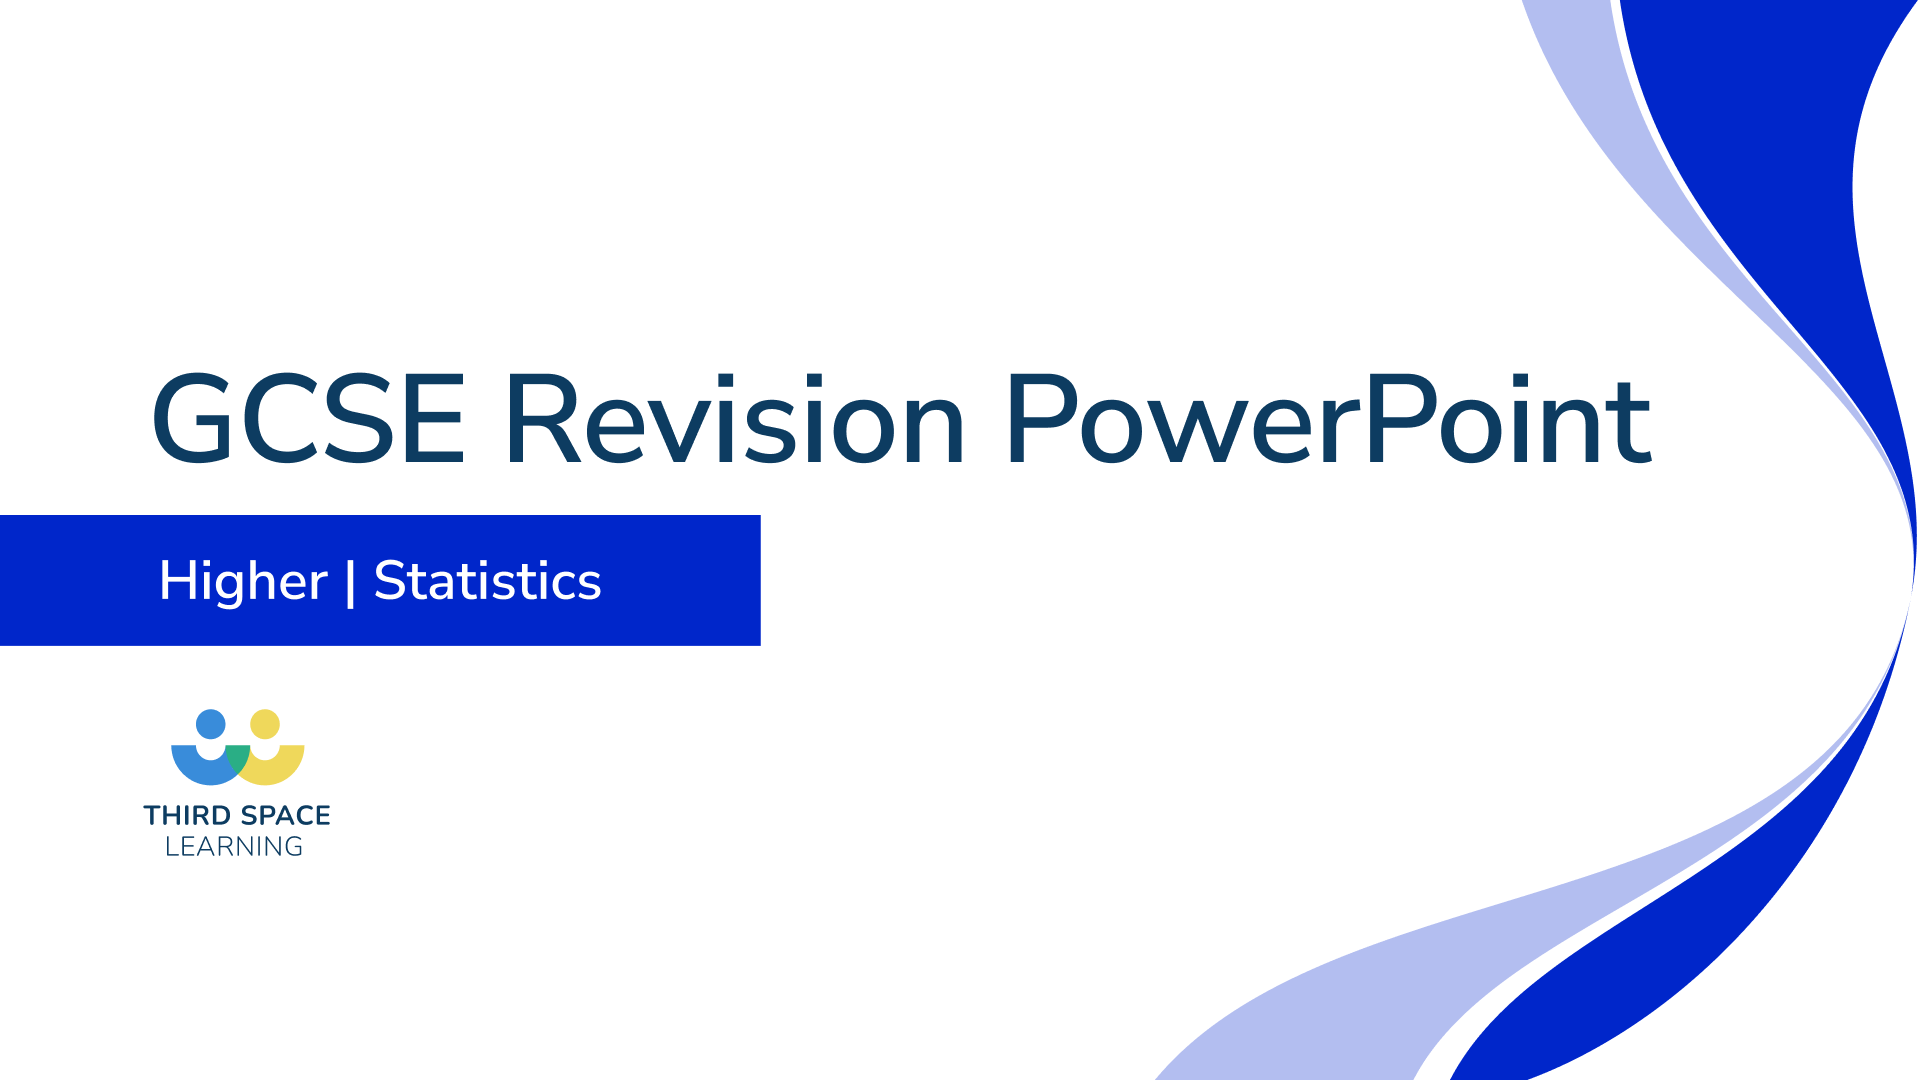 GCSE Revision PowerPoint
Higher | Statistics
THIRD SPACE
LEARNING